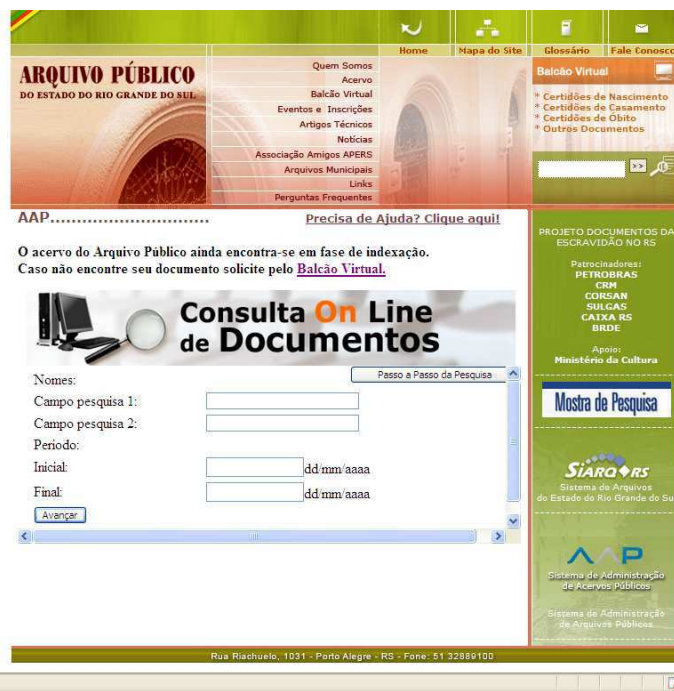 Home
Mapa do Site
Glossário
Fale Conosco
ARQUIVO PÚBLICO
DO ESTADO DO RIO GRANDE DO SUL
Quem Somos
Acervo
Balcão Virtual
Eventos e Inscrições
Artigos Técnicos
Notícias
Associação Amigos APERS
Arquivos Municipais
Links
Perguntas Frequentes
Balcão Virtual
* Certidões de Nascimento
* Certidões de Casamento
* Certidões de Óbito
* Outros Documentos
>>
AAP..............................
Precisa de Ajuda? Clique aqui!
O acervo do Arquivo Público ainda encontra-se em fase de indexação.
Caso não encontre seu documento solicite pelo Balcão Virtual.
Consulta On Line
de Documentos
Passo a Passo da Pesquisa
Nomes:
Campo pesquisa 1:
Campo pesquisa 2:
Periodo:
Inicial:
dd/mm/aaaa
Final:
dd/mm/aaaa
Avançar
PROJETO DOCUMENTOS DA
ESCRAVIDÃO NO RS
Patrocinadores:
PETROBRAS
CRM
CORSAN
SULGAS
CAIXA RS
BRDE
Apoio:
Ministério da Cultura
Mostra de Pesquisa
SIARQ RS
Sistema de Arquivos
do Estado do Rio Grande do Su
AAP
Sistema de Administração
de Acervos Públicos
Sistema de Administração
de Arquivos Públicos
Rua Riachuelo, 1031 - Porto Alegre - RS - Fone: 51 32889100